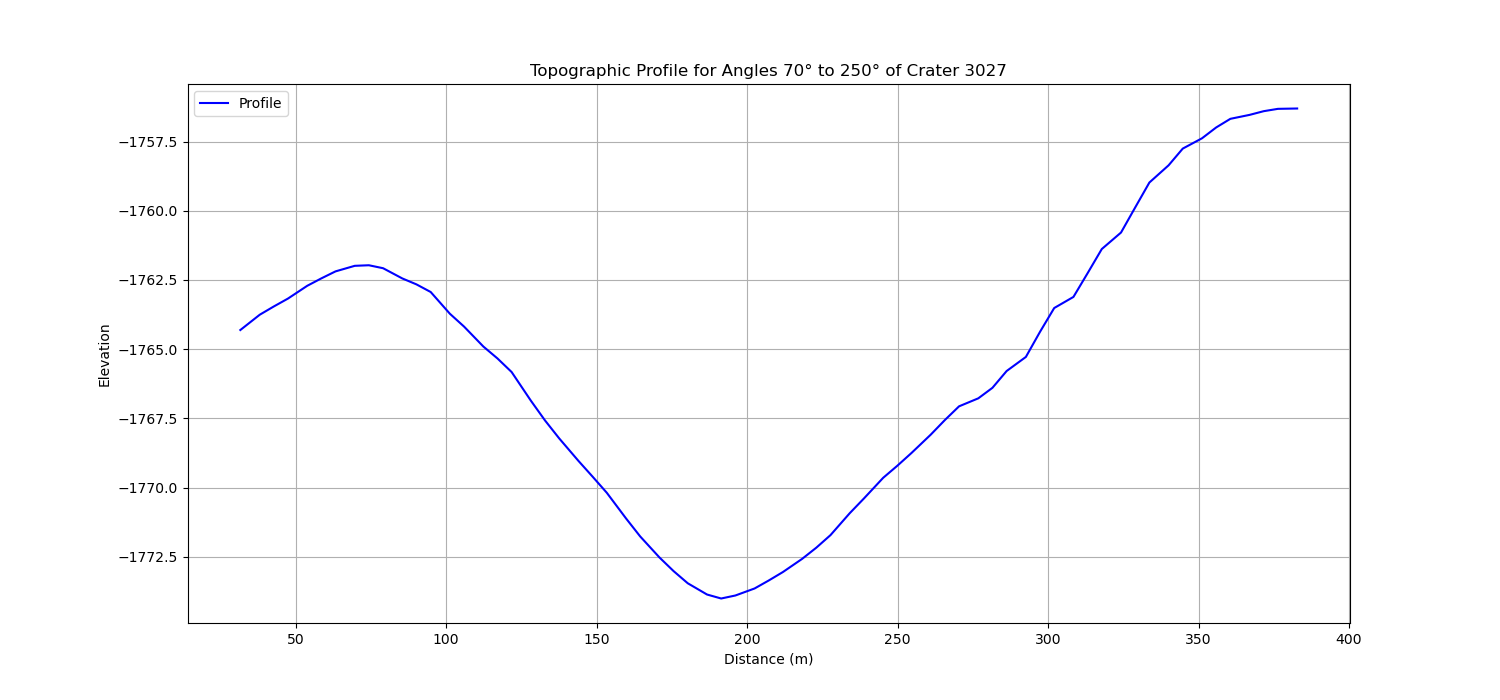 Topographic Profile for Angles 70° to 250° of Crater 3027
Profile
−1757.5
−1760.0
−1762.5
−1765.0
−1767.5
−1770.0
−1772.5
Elevation
50 100 150 200 250 300 350 400
Distance (m)